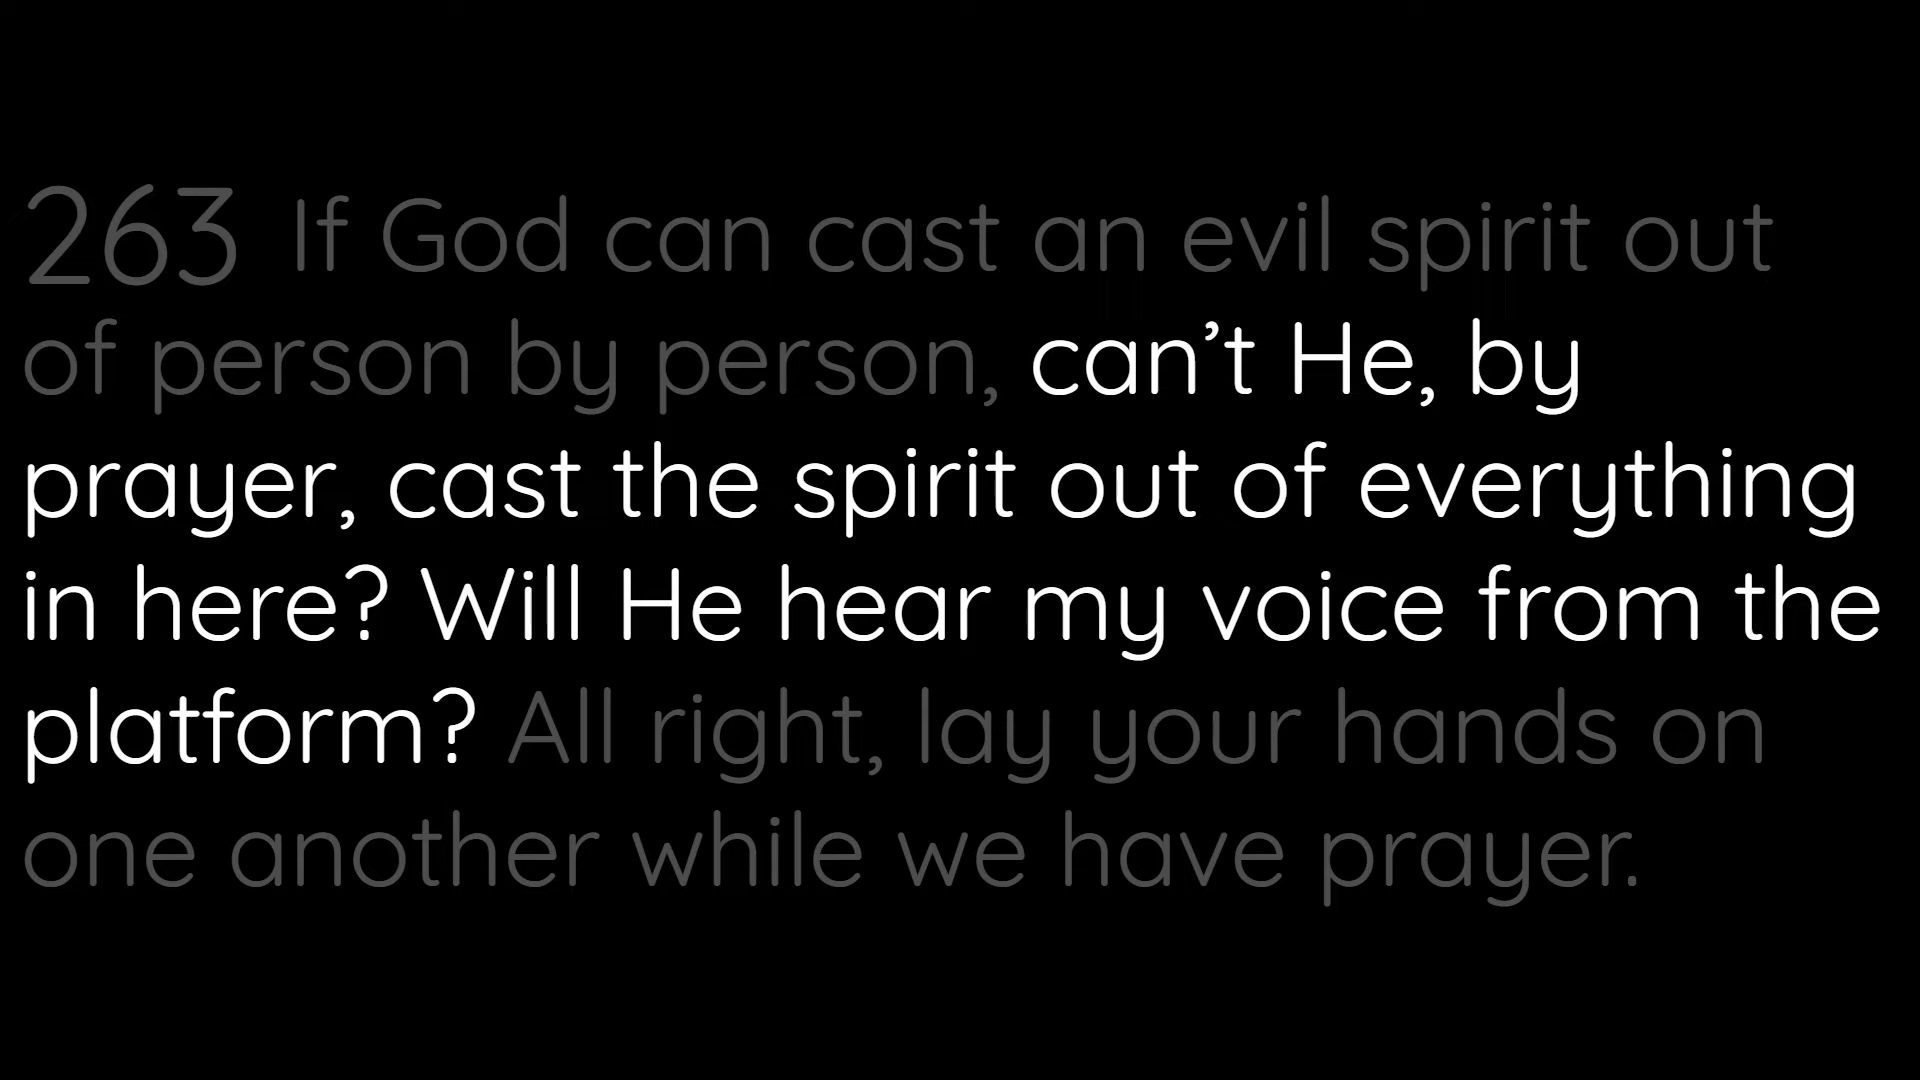 263 If God can cast an evil spirit out
of person by person, can’t He, by
prayer, cast the spirit out of everything
in here? Will He hear my voice from the
platform? All right, lay your hands on
one another while we have prayer.